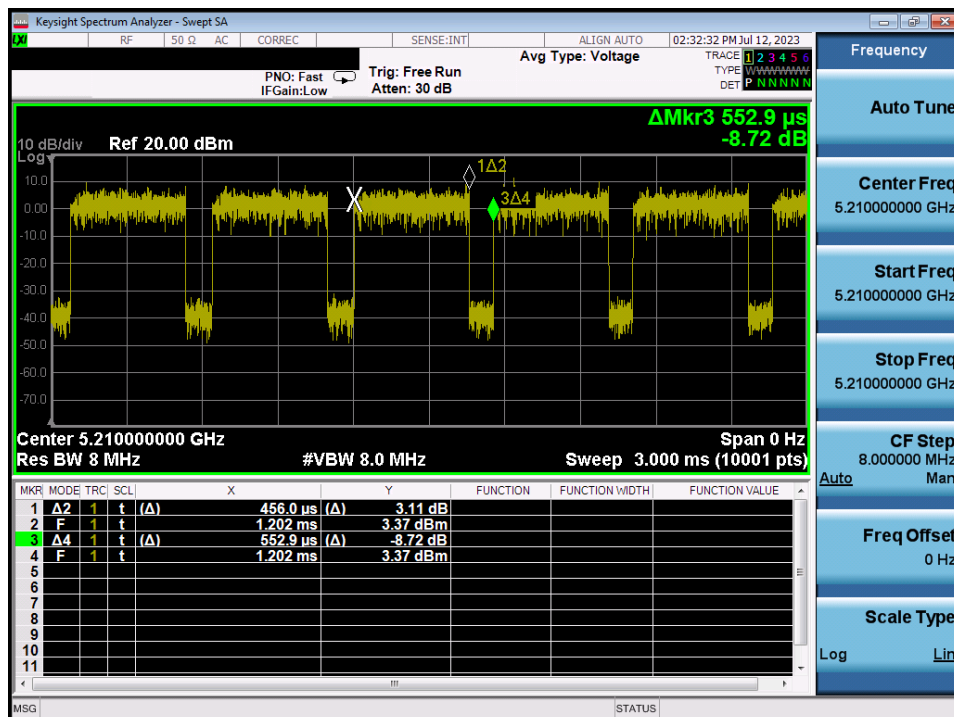 Keysight Spectrum Analyzer - Swept SA
LXI RF 50 Ω AC CORREC SENSE:INT ALIGN AUTO 02:32:32 PM Jul 12, 2023
Frequency
Avg Type: Voltage
TRACE 1 2 3 4 5 6
PNO: Fast
Trig: Free Run
TYPE WWWWWW
IFGain:Low
Atten: 30 dB
DET P N N N N N
Auto Tune
ΔMkr3 552.9 µs
-8.72 dB
10 dB/div Ref 20.00 dBm
Log
1Δ2
10.0
Center Freq
5.210000000 GHz
3Δ4
0.00
X
-10.0
-20.0
Start Freq
5.210000000 GHz
-30.0
-40.0
-50.0
Stop Freq
5.210000000 GHz
-60.0
-70.0
Center 5.210000000 GHz Span 0 Hz
Res BW 8 MHz #VBW 8.0 MHz Sweep 3.000 ms (10001 pts)
CF Step
8.000000 MHz
Auto Man
MKR MODE TRC SCL X Y FUNCTION FUNCTION WIDTH FUNCTION VALUE
1 Δ2 1 t (Δ) 456.0 µs (Δ) 3.11 dB
2 F 1 t 1.202 ms 3.37 dBm
3 Δ4 1 t (Δ) 552.9 µs (Δ) -8.72 dB
4 F 1 t 1.202 ms 3.37 dBm
5
6
7
8
9
10
11
Freq Offset
0 Hz
Scale Type
Log Lin
MSG STATUS